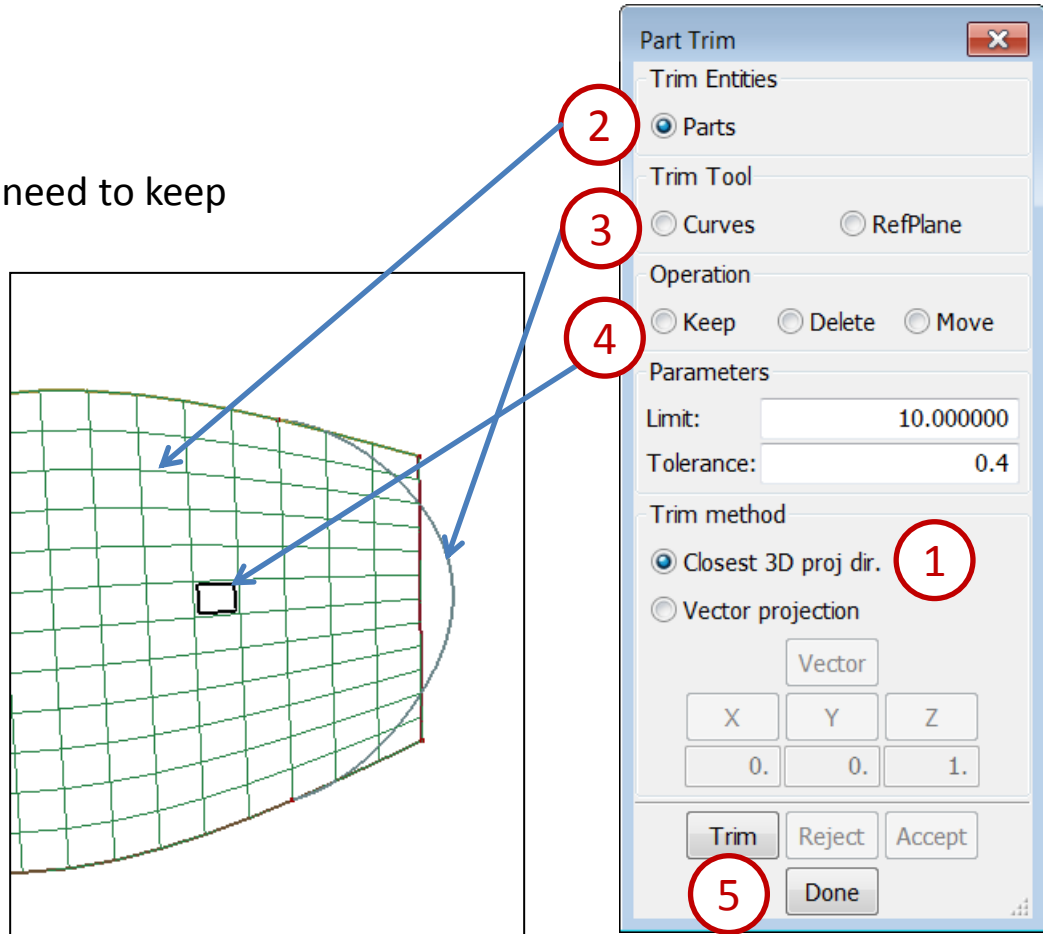 Part Trim
Trim Entities
2
Parts
need to keep
Trim Tool
3
Curves RefPlane
Operation
4
Keep Delete Move
Parameters
Limit: 10.000000
Tolerance: 0.4
Trim method
Closest 3D proj dir. 1
Vector projection
Vector
X Y Z
0. 0. 1.
Trim Reject Accept
5
Done